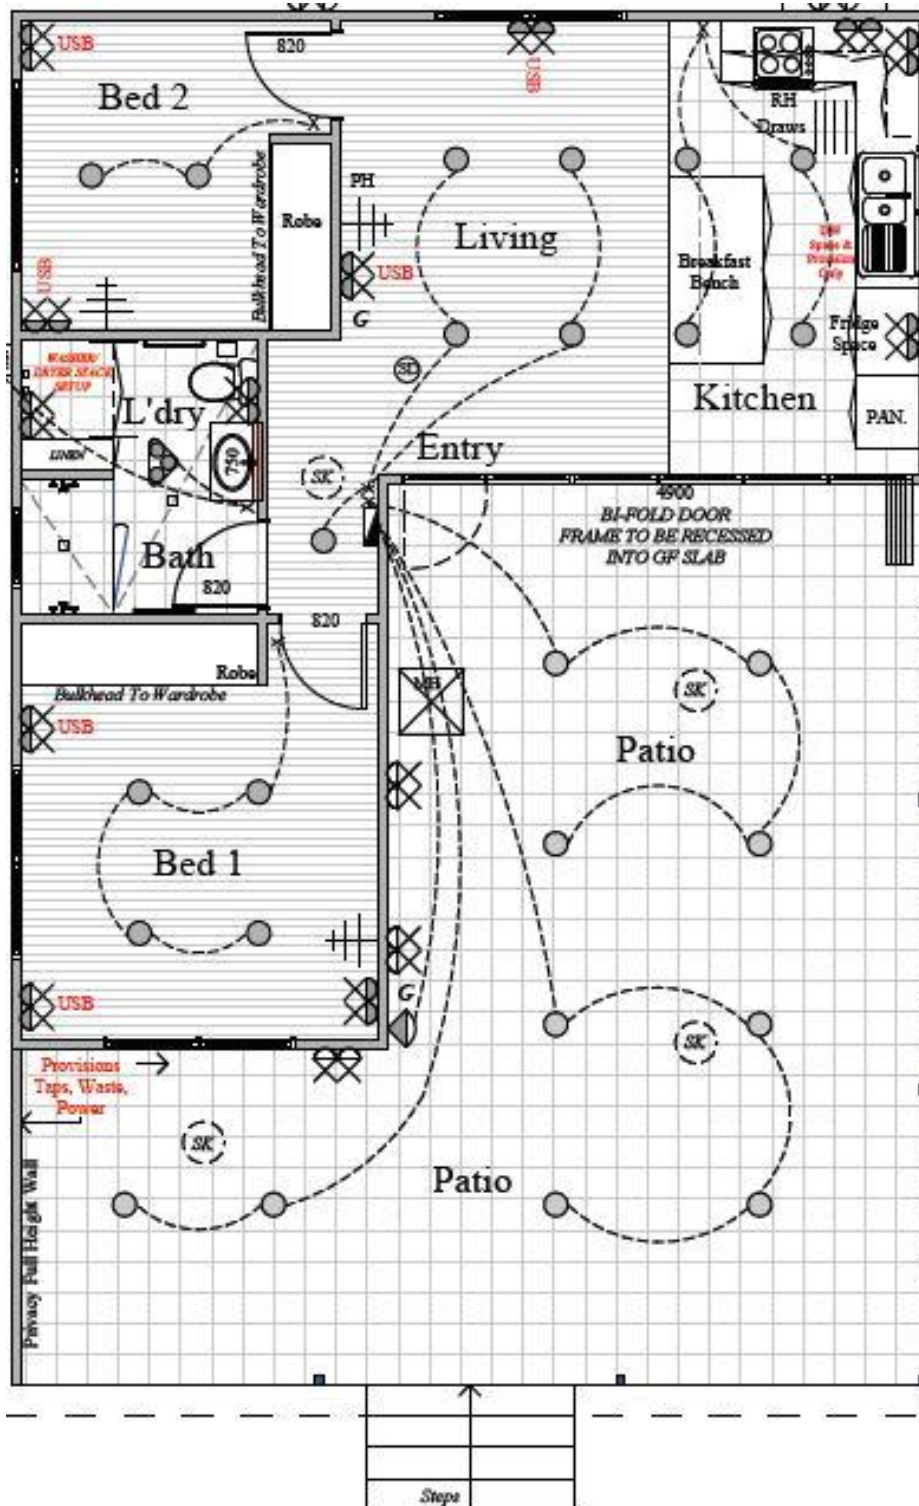 USB
820
Bed 2
USB
RH
Draws
Bulkhead To Wardrobe
Robe
PH
Living
USB
Breakfast
Bench
USB
G
Fridge
Space
SD
L'dry
Kitchen
PAN.
LINEN
750
Entry
SK
4900
BI-FOLD DOOR
FRAME TO BE RECESSED
INTO GF SLAB
Bath
820
820
Robe
Bulkhead To Wardrobe
MH
SK
USB
Patio
Bed 1
G
USB
SK
Provisions
Taps, Waste,
Power
SK
Patio
Privacy Full Height Wall
Steps